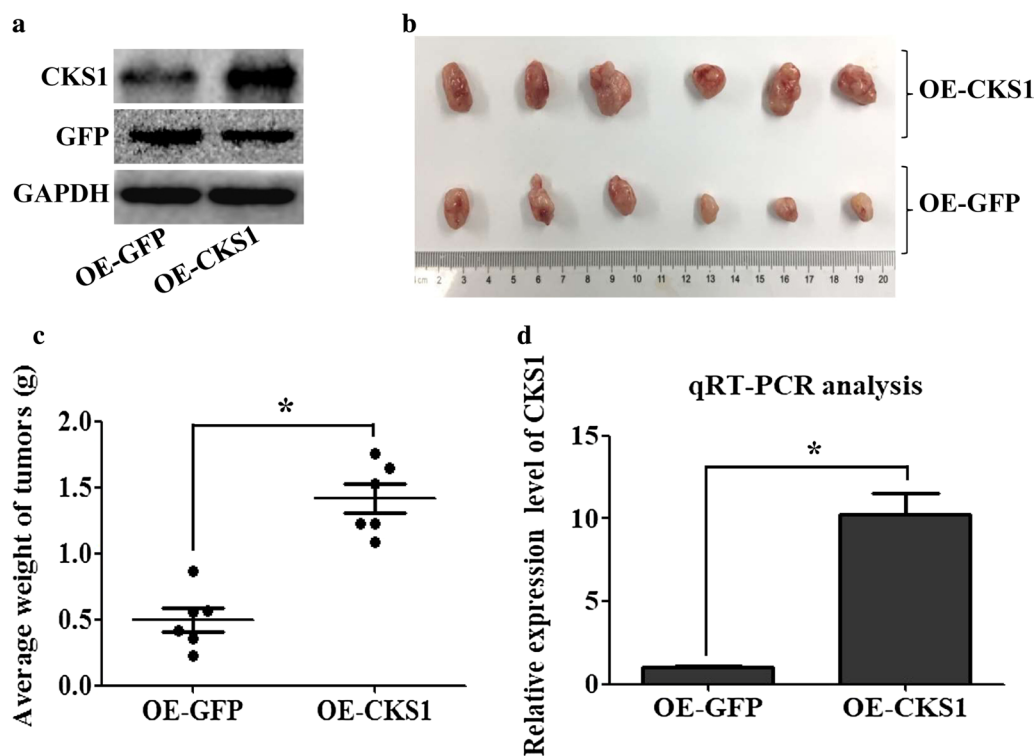 a
CKS1
GFP
GAPDH
OE-GFP
OE-CKS1
b
OE-CKS1
OE-GFP
1cm 2 3 4 5 6 7 8 9 10 11 12 13 14 15 16 17 18 19 20
c
Average weight of tumors (g)
*
2.0
1.5
1.0
0.5
0.0
OE-GFP
OE-CKS1
d
qRT-PCR analysis
Relative expression level of CKS1
*
15
10
5
0
OE-GFP
OE-CKS1